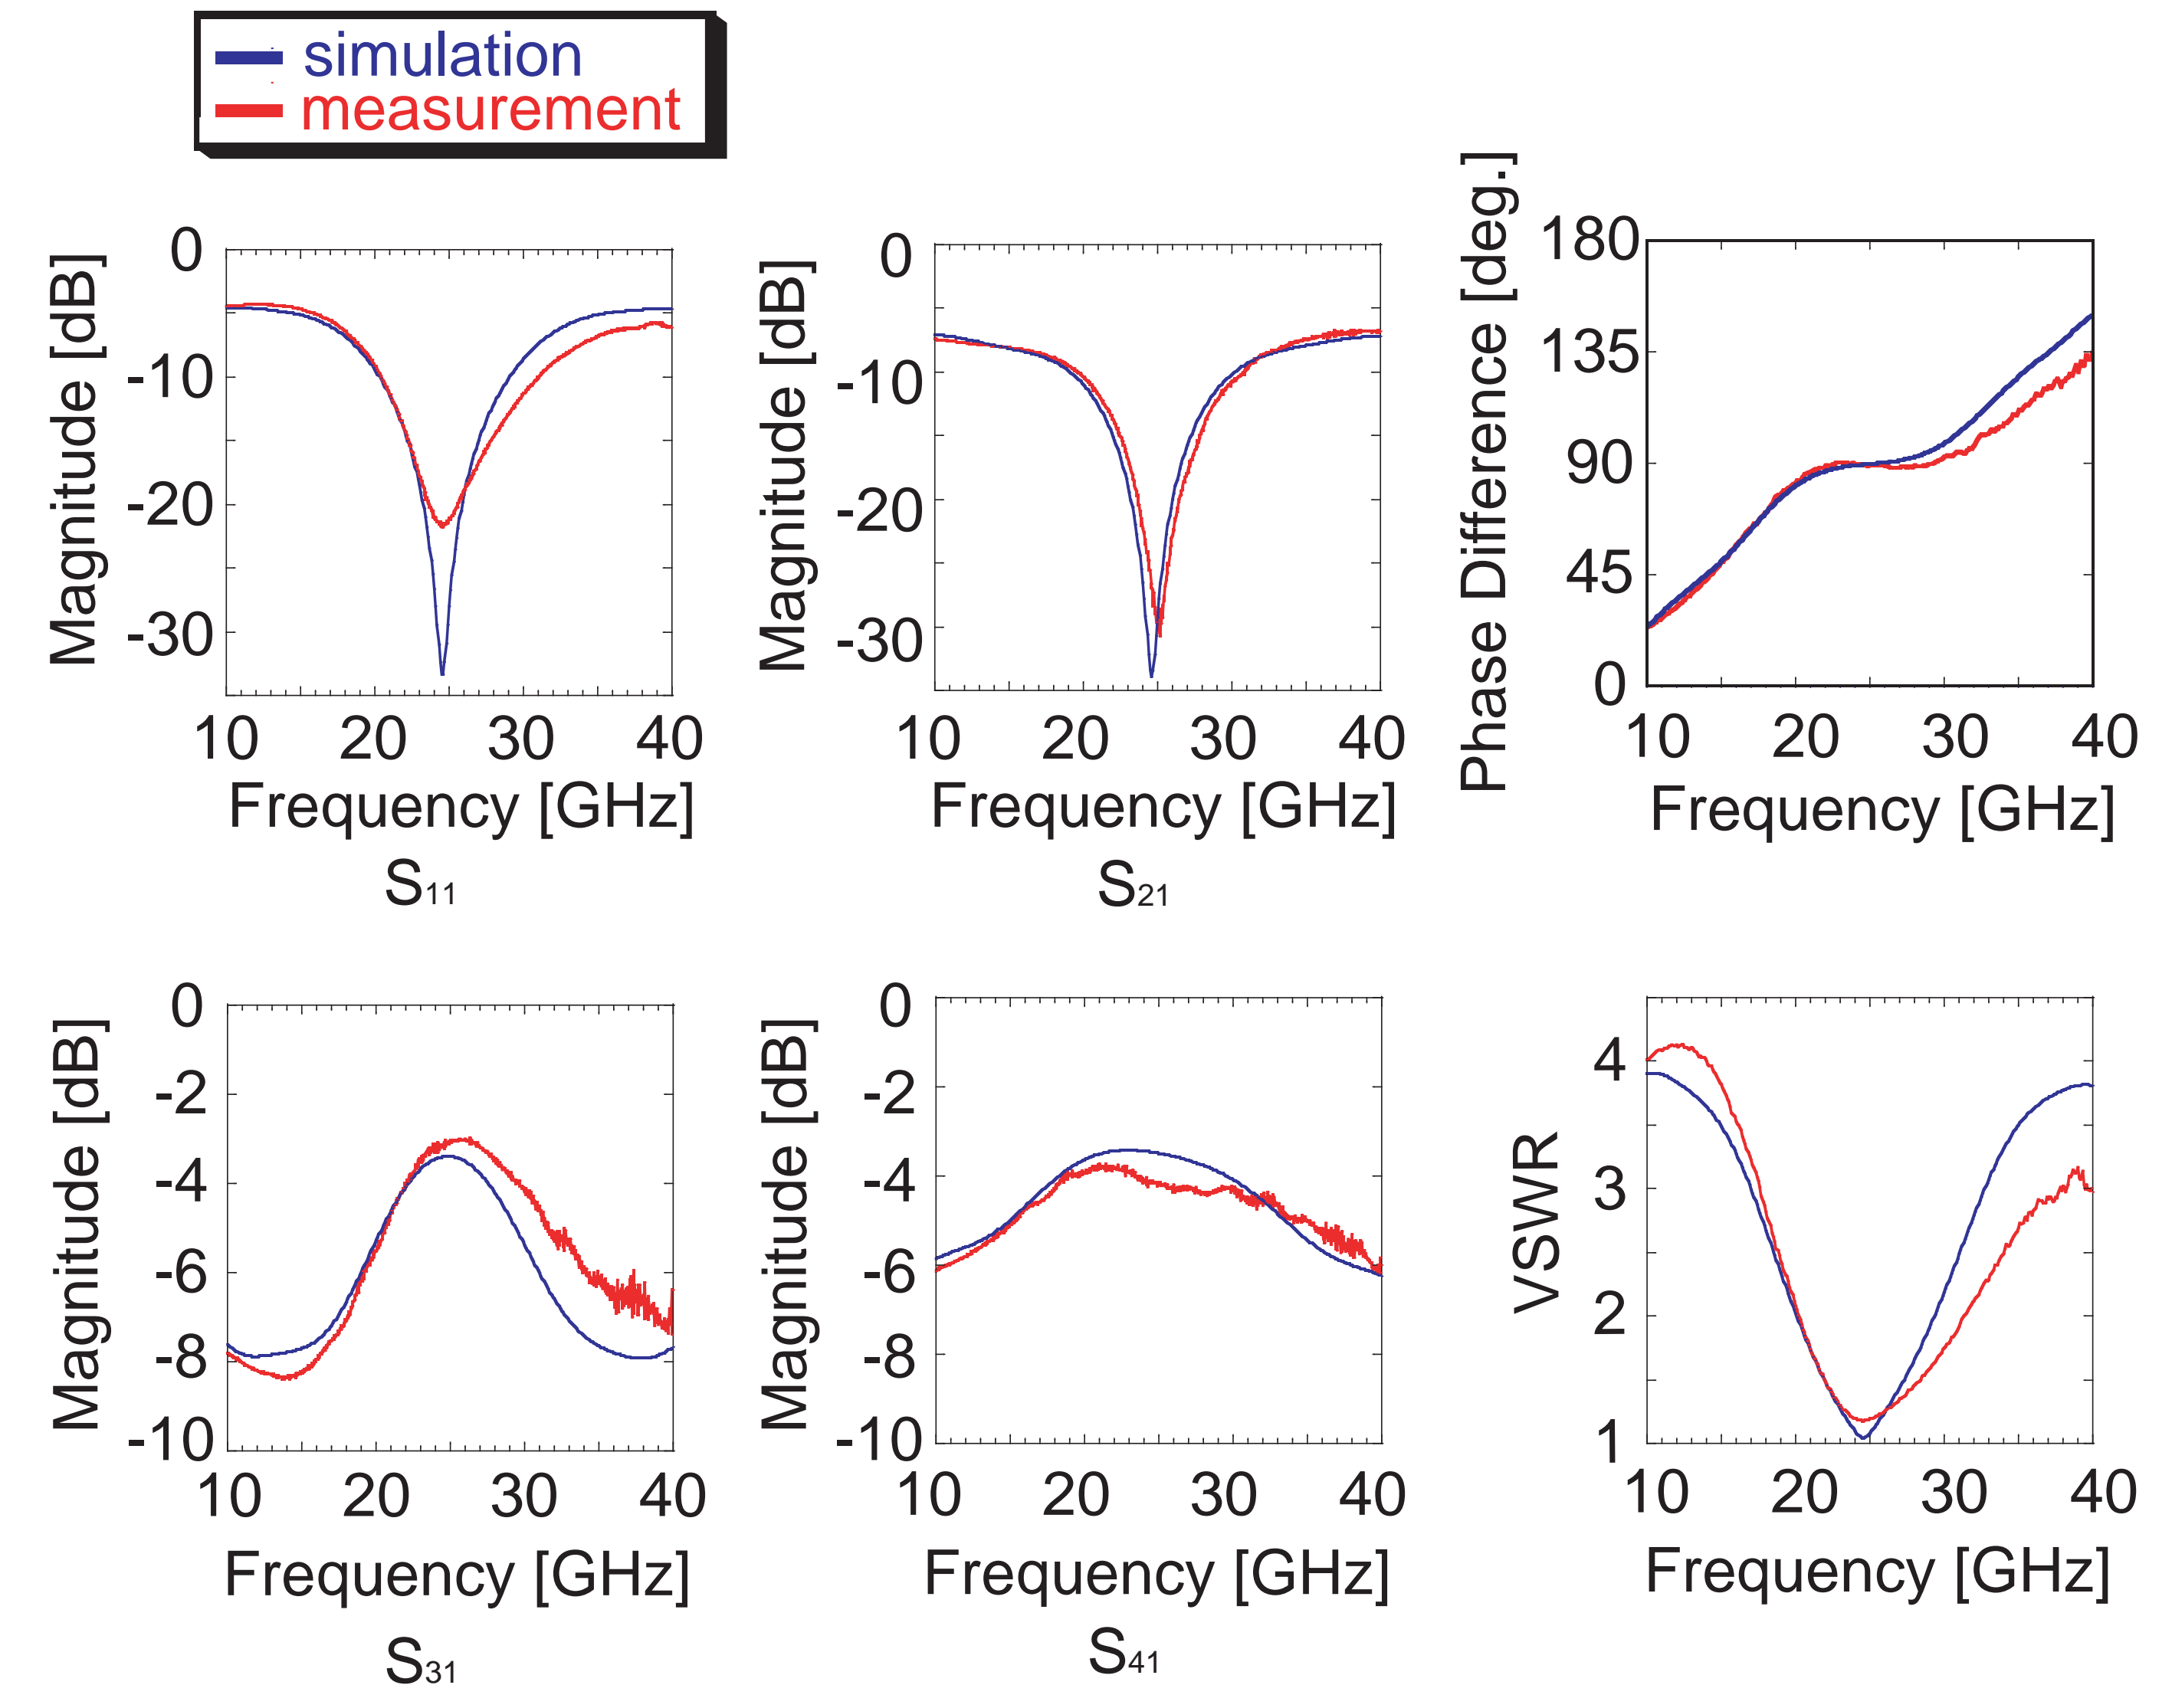 simulation
measurement
Magnitude [dB]
0
-10
-20
-30
10 20 30 40
Frequency [GHz]
S11
Magnitude [dB]
0
-10
-20
-30
10 20 30 40
Frequency [GHz]
S21
Phase Difference [deg.]
180
135
90
45
0
10 20 30 40
Frequency [GHz]
Magnitude [dB]
0
-2
-4
-6
-8
-10
10 20 30 40
Frequency [GHz]
S31
Magnitude [dB]
0
-2
-4
-6
-8
-10
10 20 30 40
Frequency [GHz]
S41
VSWR
4
3
2
1
10 20 30 40
Frequency [GHz]